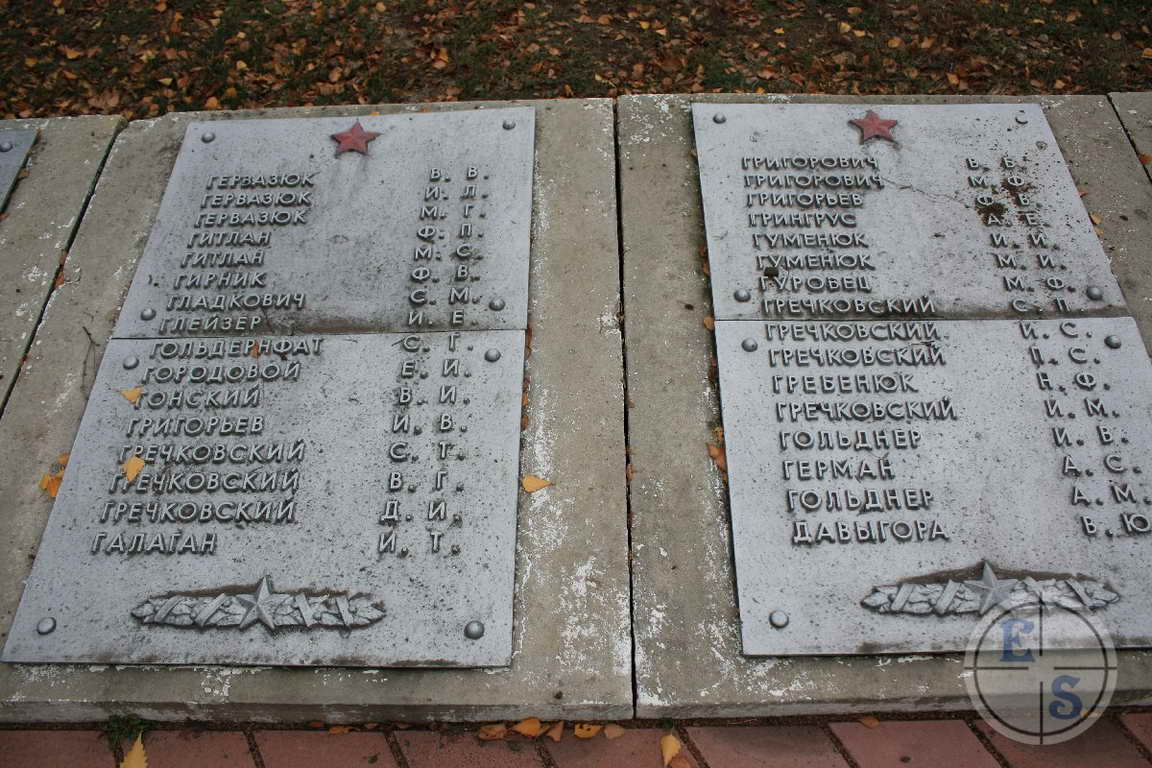 ГЕРВАЗЮК В. В.
ГЕРВАЗЮК И. Л.
ГЕРВАЗЮК М. Г.
ГИТЛАН Ф. П.
ГИТЛАН М. С.
ГИРНИК Ф. В.
ГЛАДКОВИЧ С. М.
ГЛЕЙЗЕР И. Е.
ГОЛЬДЕРНФАТ С. Г.
ГОРОДОВОЙ Е. И.
ГОНСКИЙ В. И.
ГРИГОРЬЕВ И. В.
ГРЕЧКОВСКИЙ С. Т.
ГРЕЧКОВСКИЙ В. Г.
ГРЕЧКОВСКИЙ Д. И.
ГАЛАГАН И. Т.
ГРИГОРОВИЧ В. Б.
ГРИГОРОВИЧ М. Ф.
ГРИГОРЬЕВ Ф. В.
ГРИНГРУС А. Е.
ГУМЕНЮК И. И.
ГУМЕНЮК М. И.
ГУРОВЕЦ М. Ф.
ГРЕЧКОВСКИЙ С. П.
ГРЕЧКОВСКИЙ И. С.
ГРЕЧКОВСКИЙ П. С.
ГРЕБЕНЮК Н. Ф.
ГРЕЧКОВСКИЙ И. М.
ГОЛЬДНЕР И. В.
ГЕРМАН А. С.
ГОЛЬДНЕР А. М.
ДАВЫГОРА В. Ю
E S